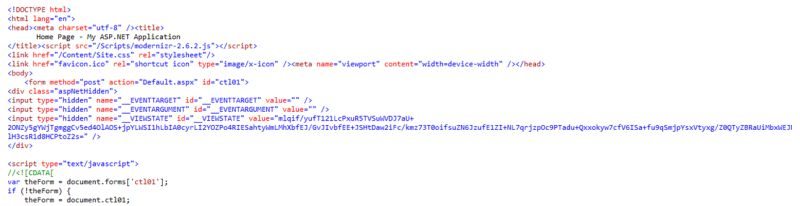 <!DOCTYPE html>
<html lang="en">
<head><meta charset="utf-8" /><title>
Home Page - My ASP.NET Application
</title><script src="/Scripts/modernizr-2.6.2.js"></script>
<link href="/Content/Site.css" rel="stylesheet"/>
<link href="favicon.ico" rel="shortcut icon" type="image/x-icon" /><meta name="viewport" content="width=device-width" /></head>
<body>
<form method="post" action="Default.aspx" id="ctl01">
<div class="aspNetHidden">
<input type="hidden" name="__EVENTTARGET" id="__EVENTTARGET" value="" />
<input type="hidden" name="__EVENTARGUMENT" id="__EVENTARGUMENT" value="" />
<input type="hidden" name="__VIEWSTATE" id="__VIEWSTATE" value="mlqif/yufT121LcPxuR5TVSuWVDJ7aU+
lH3csR1d8HCPtoZ2s=" />
</div>
<script type="text/javascript">
//<![CDATA[
var theForm = document.forms['ctl01'];
if (!theForm) {
theForm = document.ctl01;